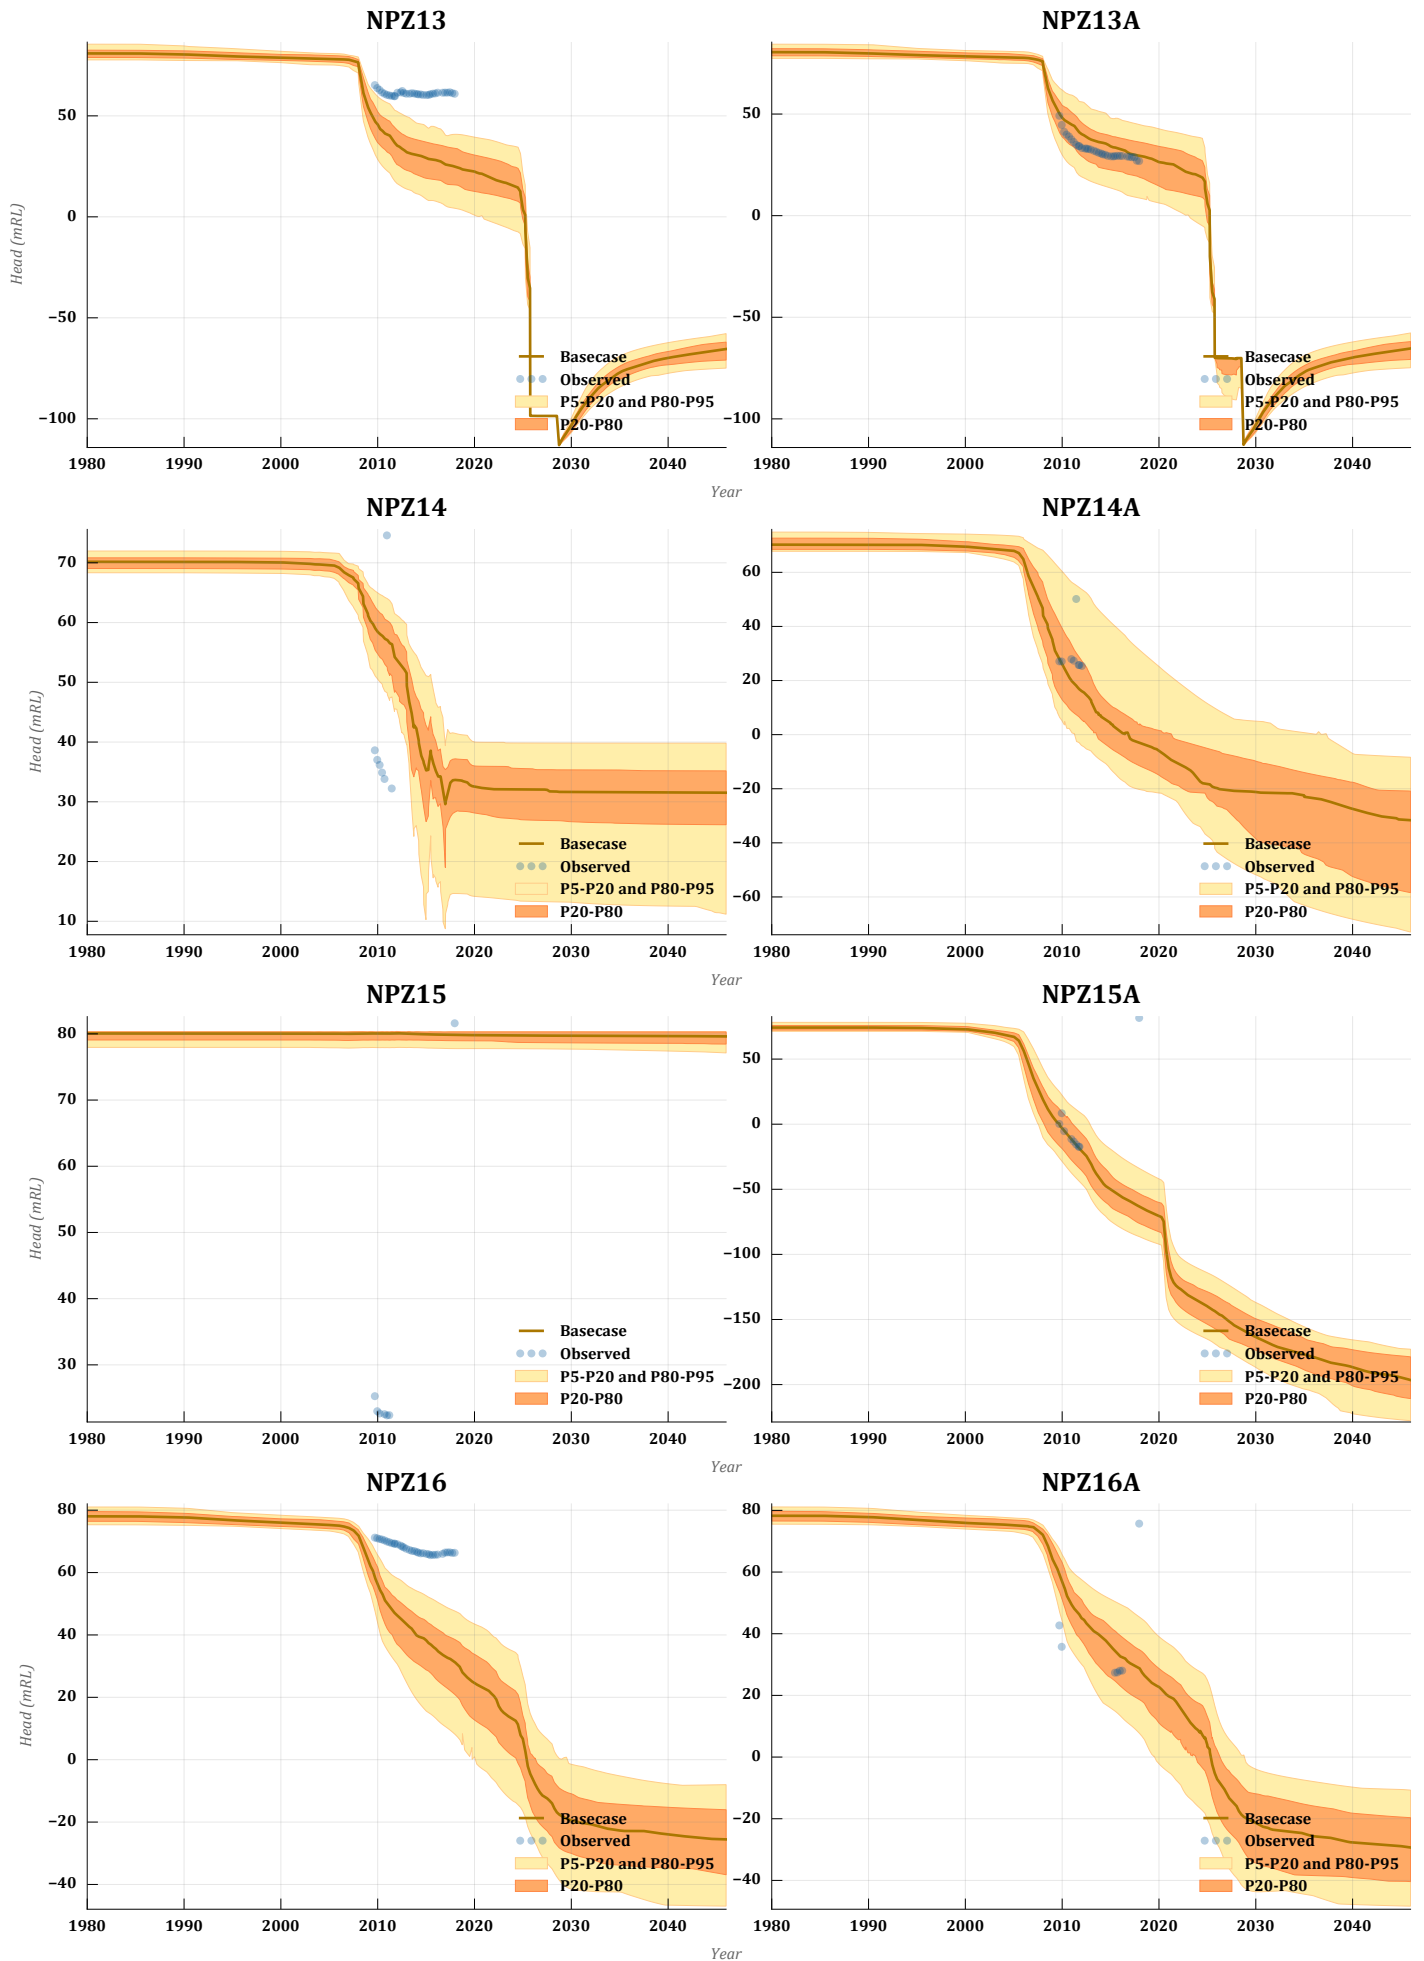 NPZ13
NPZ13A
Head (mRL)
50
0
−50
−100
Basecase
Observed
P5-P20 and P80-P95
P20-P80
1980 1990 2000 2010 2020 2030 2040
50
0
−50
−100
Basecase
Observed
P5-P20 and P80-P95
P20-P80
1980 1990 2000 2010 2020 2030 2040
Year
NPZ14
NPZ14A
Head (mRL)
70
60
50
40
30
20
10
Basecase
Observed
P5-P20 and P80-P95
P20-P80
1980 1990 2000 2010 2020 2030 2040
60
40
20
0
−20
−40
−60
Basecase
Observed
P5-P20 and P80-P95
P20-P80
1980 1990 2000 2010 2020 2030 2040
Year
NPZ15
NPZ15A
Head (mRL)
80
70
60
50
40
30
Basecase
Observed
P5-P20 and P80-P95
P20-P80
1980 1990 2000 2010 2020 2030 2040
50
0
−50
−100
−150
−200
Basecase
Observed
P5-P20 and P80-P95
P20-P80
1980 1990 2000 2010 2020 2030 2040
Year
NPZ16
NPZ16A
Head (mRL)
80
60
40
20
0
−20
−40
Basecase
Observed
P5-P20 and P80-P95
P20-P80
1980 1990 2000 2010 2020 2030 2040
80
60
40
20
0
−20
−40
Basecase
Observed
P5-P20 and P80-P95
P20-P80
1980 1990 2000 2010 2020 2030 2040
Year